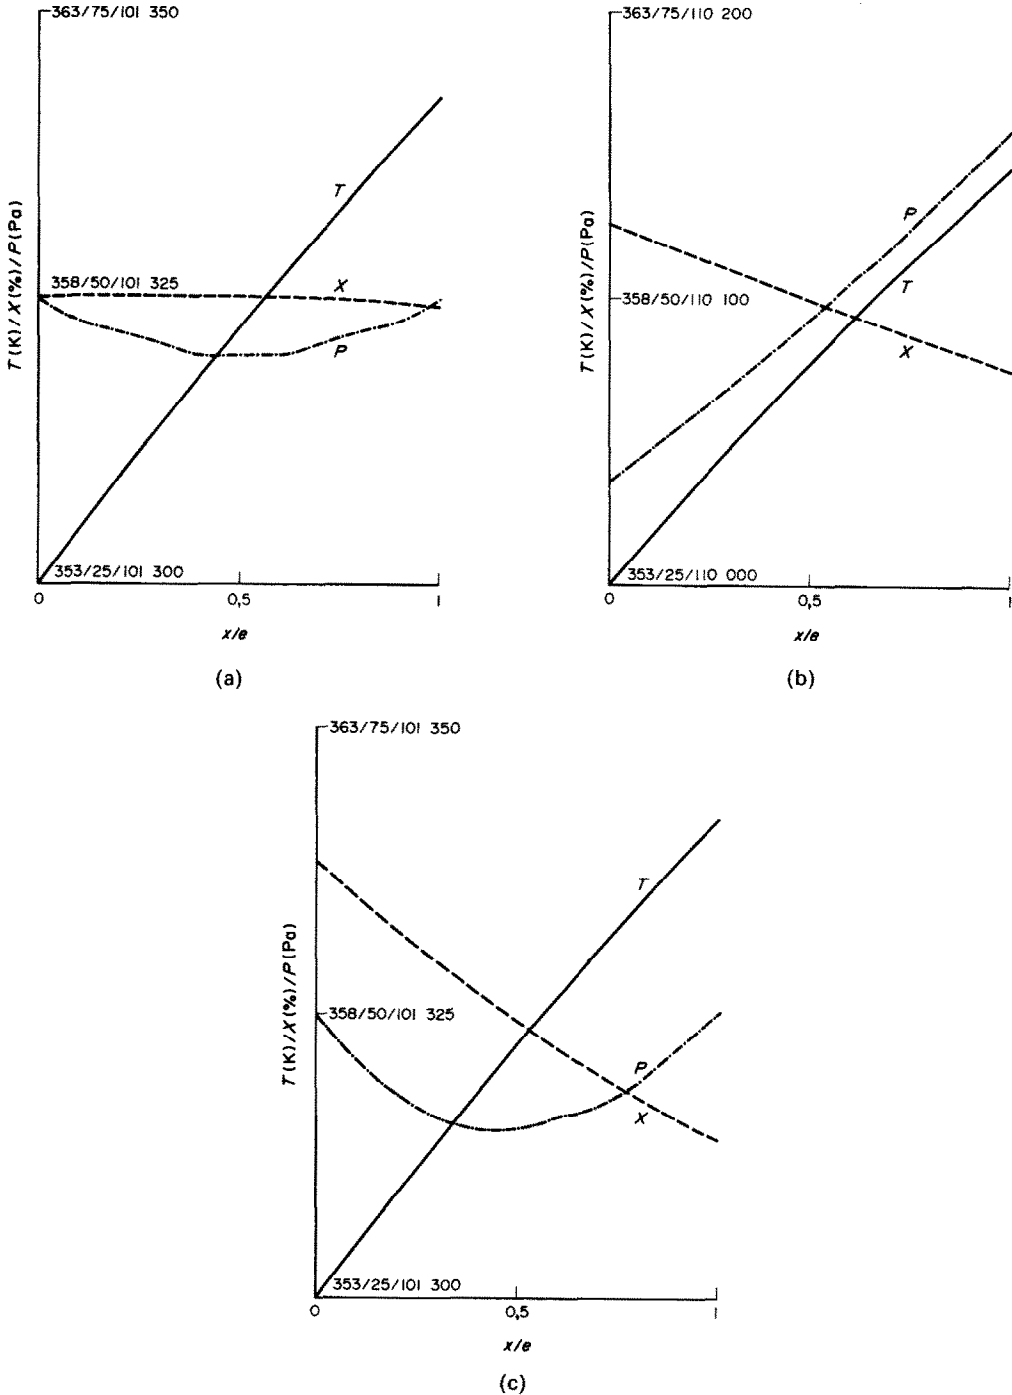 363/75/101 350
T(K)/X(%)/P(Pa)
T
358/50/101 325
X
P
353/25/101 300
0
0,5
1
x/e
(a)
363/75/110 200
T(K)/X(%)/P(Pa)
P
358/50/110 100
T
X
353/25/110 000
0
0,5
1
x/e
(b)
363/75/101 350
T(K)/X(%)/P(Pa)
T
358/50/101 325
P
X
353/25/101 300
0
0,5
1
x/e
(c)